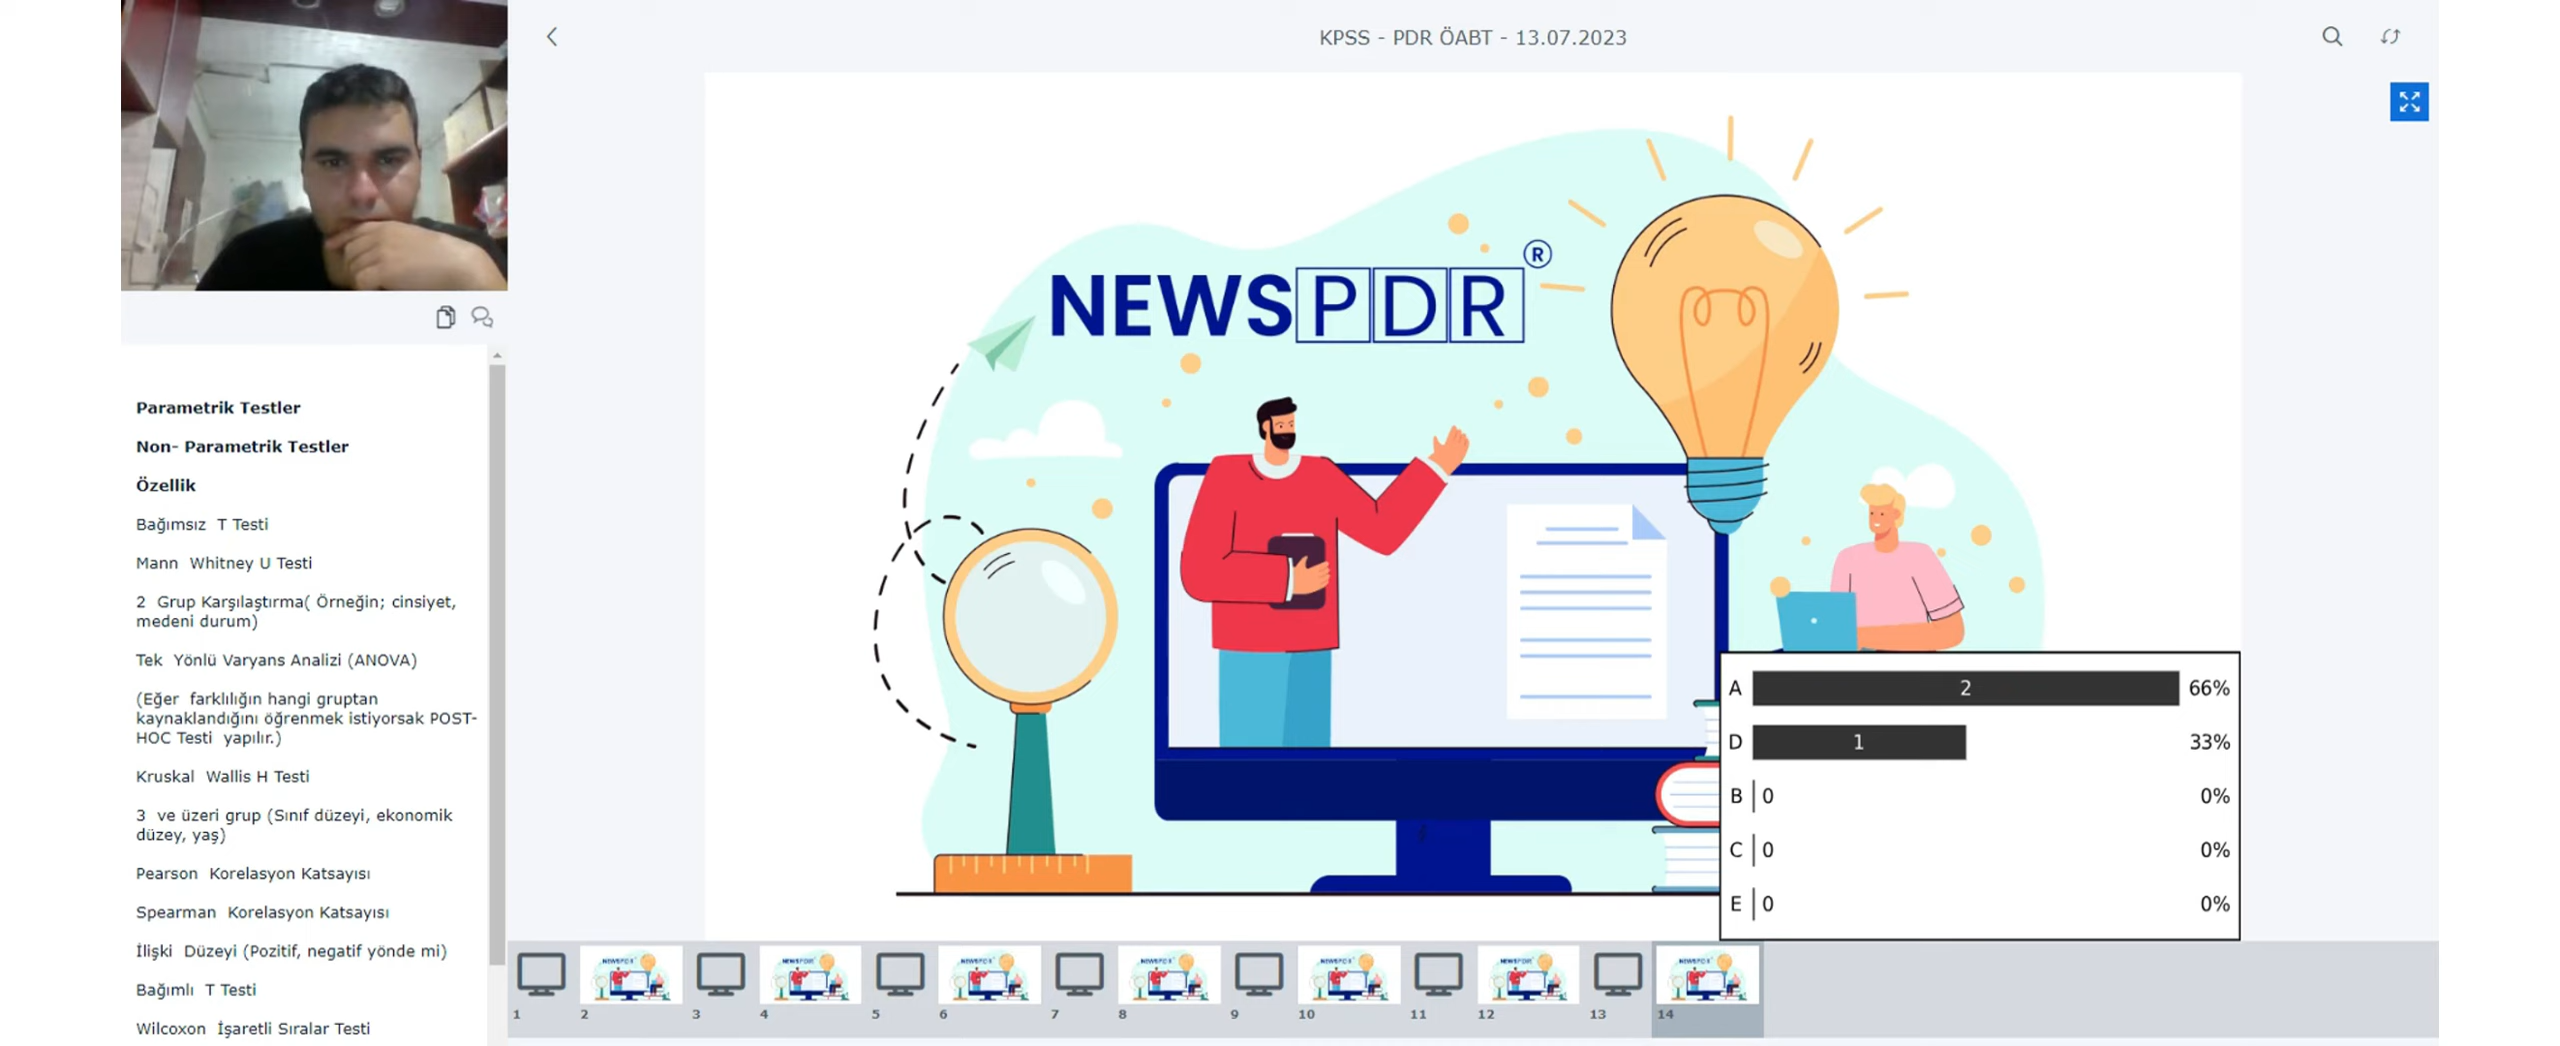 KPSS - PDR ÖABT - 13.07.2023
NEWSPDR®
Parametrik Testler
Non- Parametrik Testler
Özellik
Bağımsız T Testi
Mann Whitney U Testi
2 Grup Karşılaştırma( Örneğin; cinsiyet,
medeni durum)
Tek Yönlü Varyans Analizi (ANOVA)
(Eğer farklılığın hangi gruptan
kaynaklandığını öğrenmek istiyorsak POST-
HOC Testi yapılır.)
Kruskal Wallis H Testi
3 ve üzeri grup (Sınıf düzeyi, ekonomik
düzey, yaş)
Pearson Korelasyon Katsayısı
Spearman Korelasyon Katsayısı
İlişki Düzeyi (Pozitif, negatif yönde mi)
Bağımlı T Testi
Wilcoxon İşaretli Sıralar Testi
A 2 66%
D 1 33%
B 0 0%
C 0 0%
E 0 0%
1 2 3 4 5 6 7 8 9 10 11 12 13 14